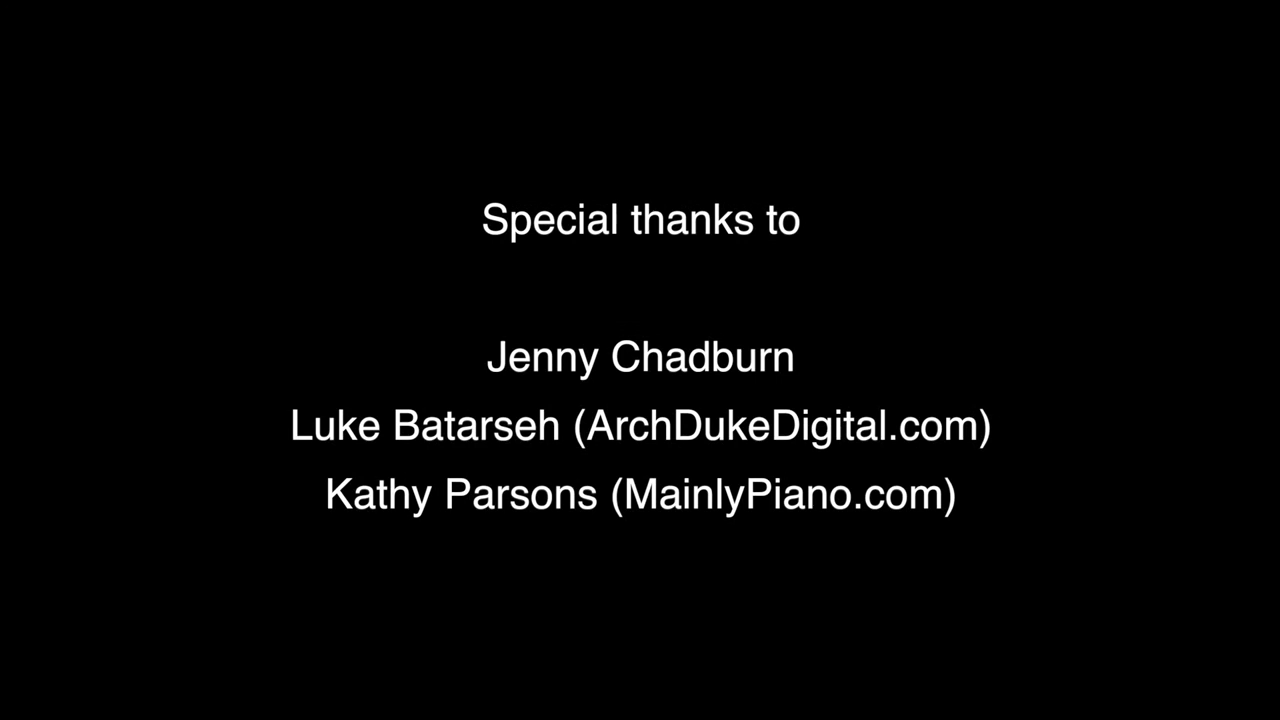 Special thanks to
Jenny Chadburn
Luke Batarseh (ArchDukeDigital.com)
Kathy Parsons (MainlyPiano.com)